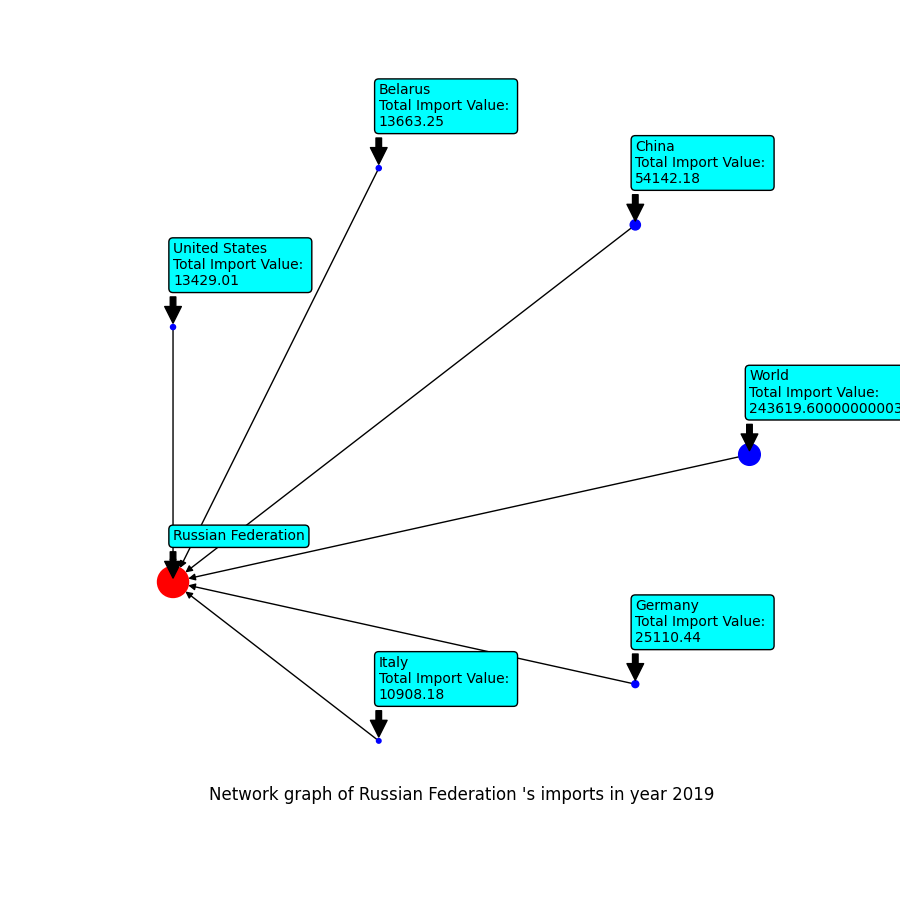 Belarus
Total Import Value:
13663.25
China
Total Import Value:
54142.18
United States
Total Import Value:
13429.01
World
Total Import Value:
243619.60000000003
Russian Federation
Germany
Total Import Value:
25110.44
Italy
Total Import Value:
10908.18
Network graph of Russian Federation 's imports in year 2019